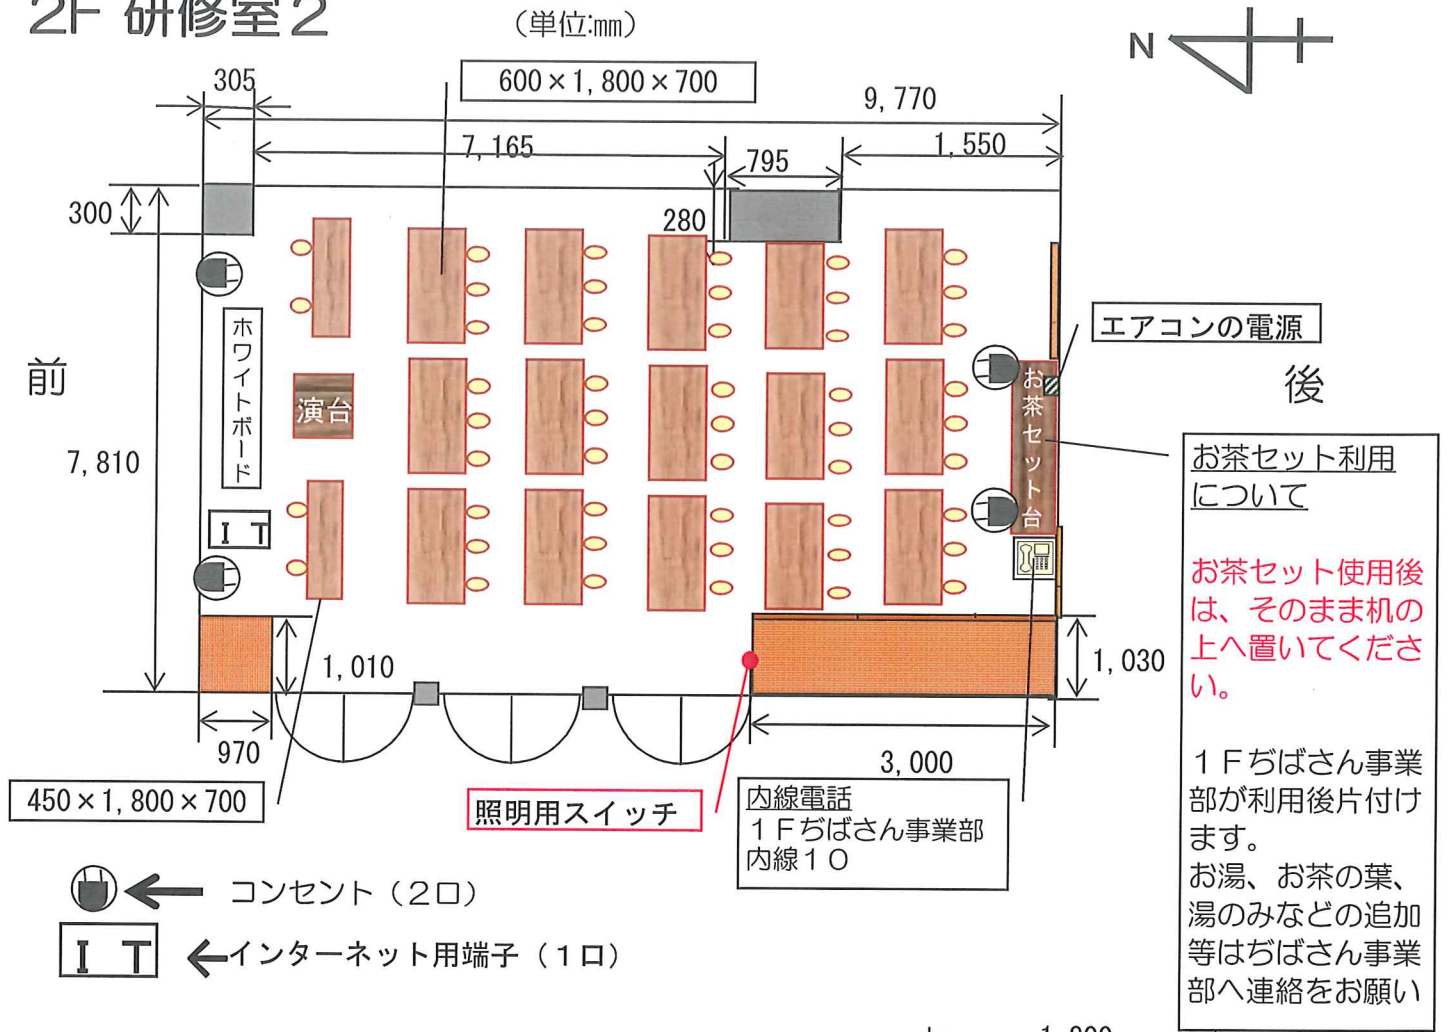 2F 研修室2
(単位:㎜)
N
305
600×1,800×700
9,770
7,165
795
1,550
300
280
ホワイトボード
エアコンの電源
前
演台
お茶セット台
後
7,810
I T
お茶セット利用
について
お茶セット使用後
は、そのまま机の
上へ置いてくださ
い。
1Fぢばさん事業
部が利用後片付け
ます。
お湯、お茶の葉、
湯のみなどの追加
等はぢばさん事業
部へ連絡をお願い
1,010
1,030
970
3,000
450×1,800×700
照明用スイッチ
内線電話
1Fぢばさん事業部
内線10
コンセント(2口)
I T
インターネット用端子(1口)